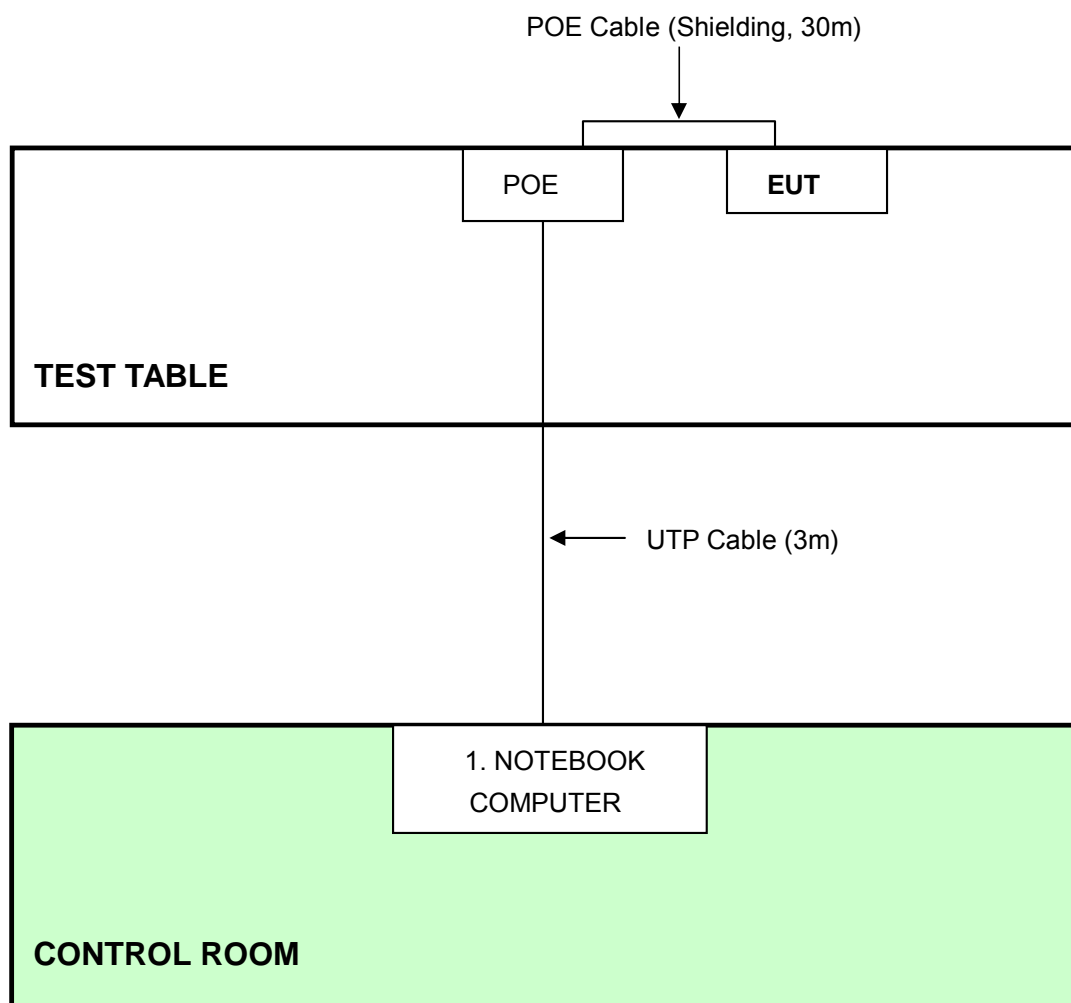 POE Cable (Shielding, 30m)
POE
EUT
TEST TABLE
UTP Cable (3m)
1. NOTEBOOK
COMPUTER
CONTROL ROOM